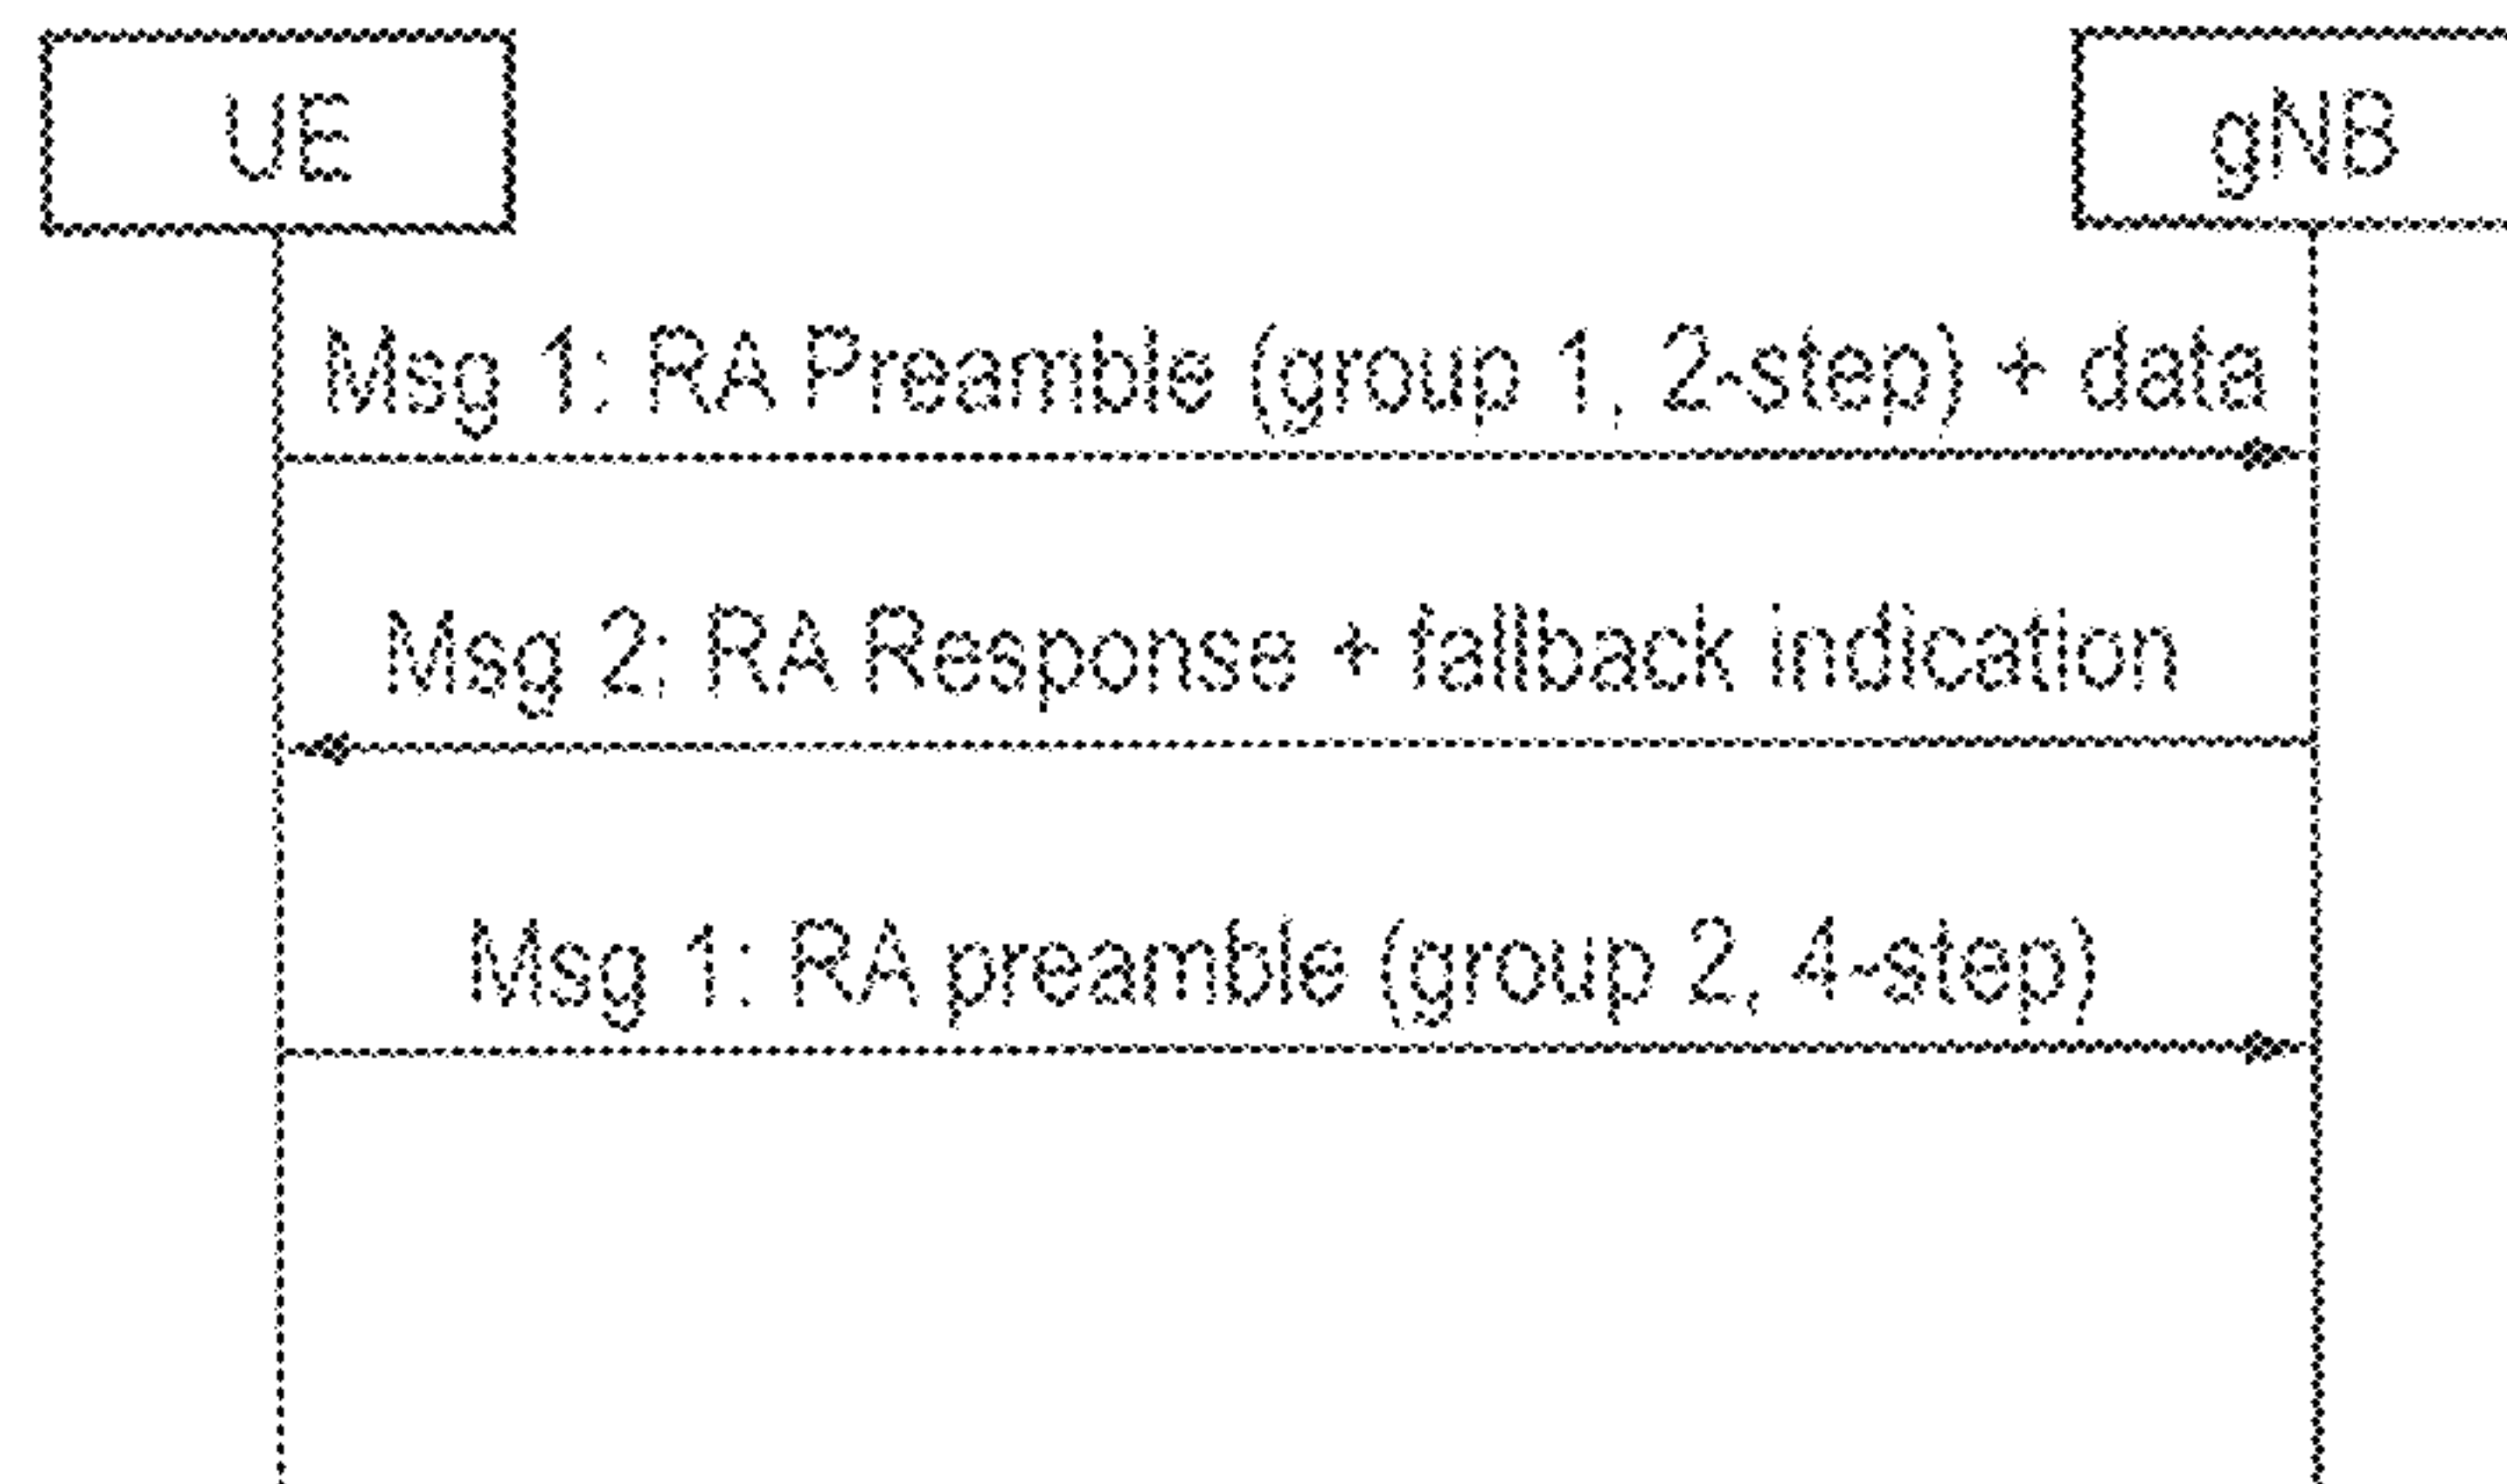 UE
gNB
Msg 1: RA Preamble (group 1, 2-step) + data
Msg 2: RA Response + fallback indication
Msg 1: RA preamble (group 2, 4-step)